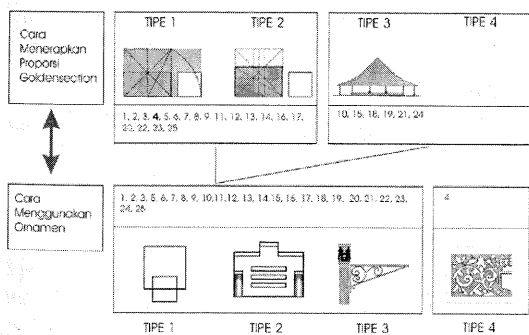 Cara
Menerapkan
Proporsi
Goldensection
TIPE 1
TIPE 2
TIPE 3
TIPE 4
1, 2, 3, 4, 5, 6, 7, 8, 9, 11, 12, 13, 14, 16, 17,
20, 22, 23, 25
10, 15, 18, 19, 21, 24
Cara
Menggunakan
Ornamen
1, 2, 3, 5, 6, 7, 8, 9, 10,11,12, 13, 14,15, 16, 17, 18, 19, 20, 21, 22, 23,
24, 25
4
TIPE 1
TIPE 2
TIPE 3
TIPE 4